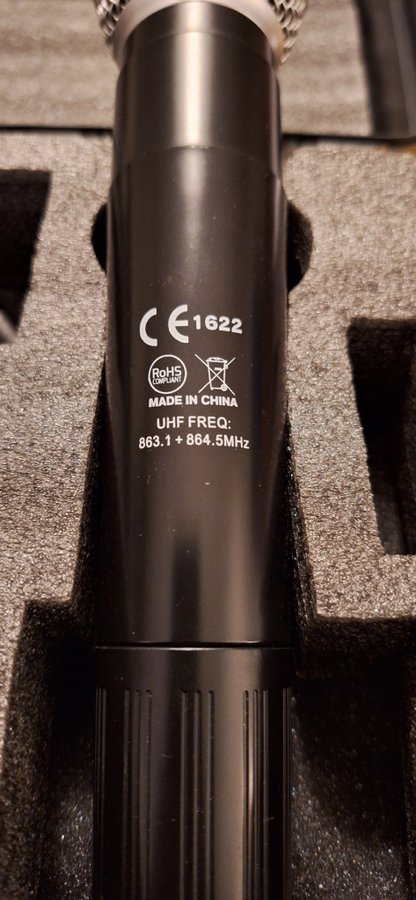 CE 1622
RoHS
COMPLIANT
MADE IN CHINA
UHF FREQ:
863.1 + 864.5MHz